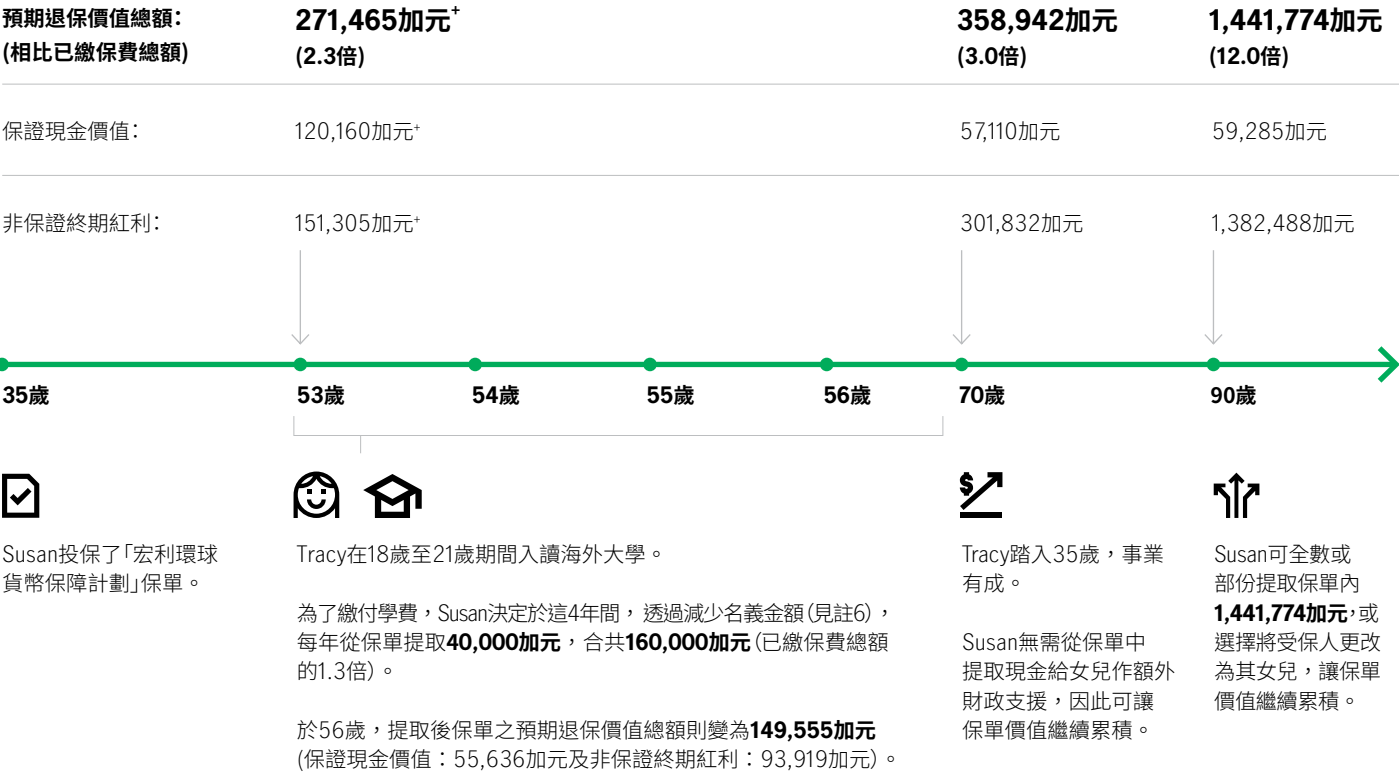 預期退保價值總額：
(相比已繳保費總額)
271,465加元+
(2.3倍)
358,942加元
(3.0倍)
1,441,774加元
(12.0倍)
保證現金價值：
120,160加元+
57,110加元
59,285加元
非保證終期紅利：
151,305加元+
301,832加元
1,382,488加元
35歲
53歲
54歲
55歲
56歲
70歲
90歲
Susan投保了「宏利環球
貨幣保障計劃」保單。
Tracy在18歲至21歲期間入讀海外大學。
為了繳付學費，Susan決定於這4年間，透過減少名義金額(見註6)，
每年從保單提取40,000加元，合共160,000加元(已繳保費總額
的1.3倍)。
於56歲，提取後保單之預期退保價值總額則變為149,555加元
(保證現金價值：55,636加元及非保證終期紅利：93,919加元)。
$
Tracy踏入35歲，事業
有成。
Susan無需從保單中
提取現金給女兒作額外
財政支援，因此可讓
保單價值繼續累積。
Susan可全數或
部份提取保單內
1,441,774加元，或
選擇將受保人更改
為其女兒，讓保單
價值繼續累積。